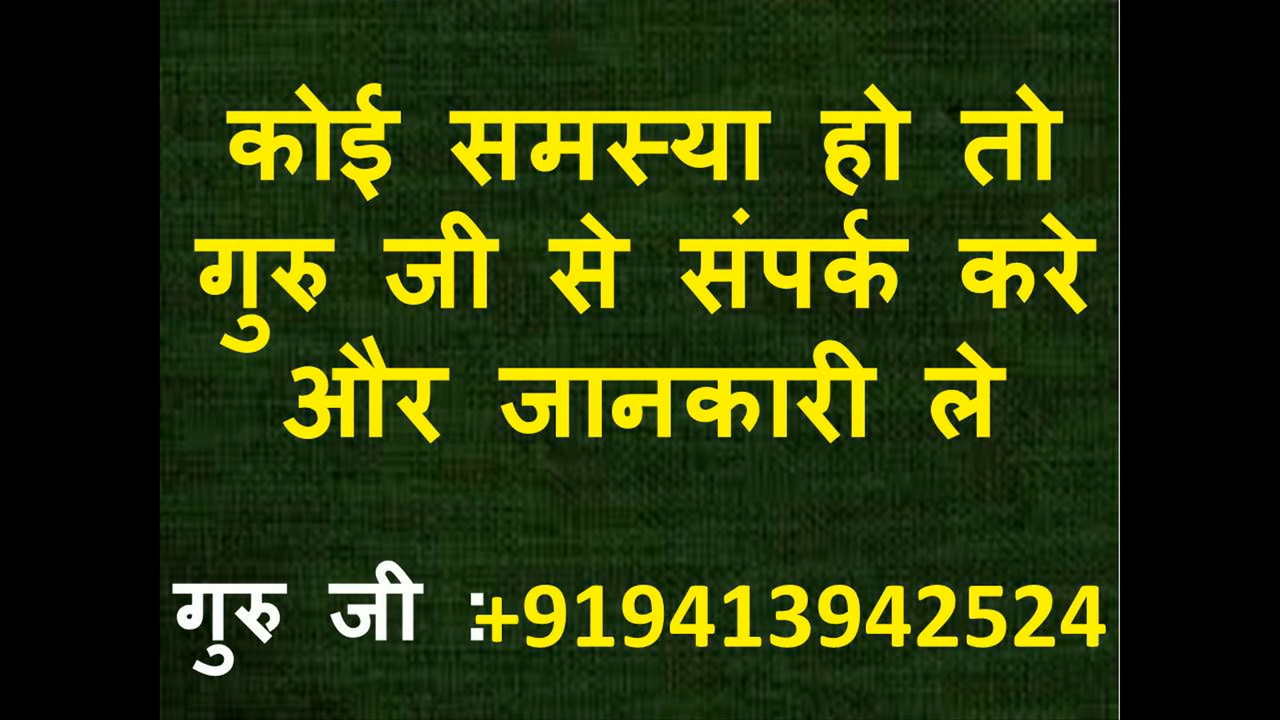 कोई समस्या हो तो
गुरु जी से संपर्क करे
और जानकारी ले
गुरु जी :+919413942524